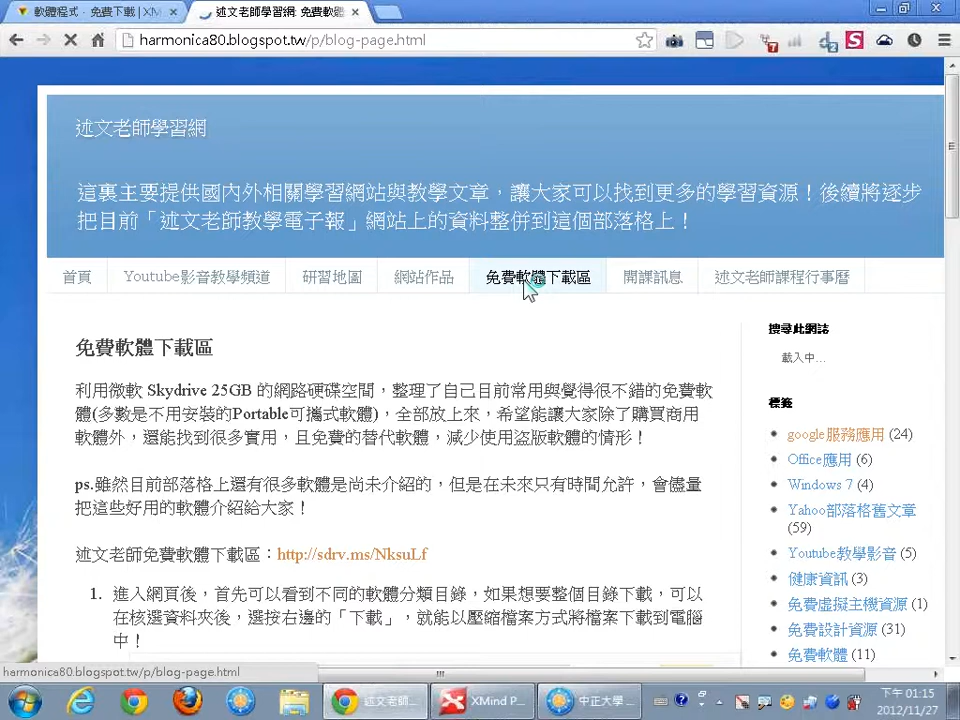 軟體程式 - 免費下載 | XM
述文老師學習網: 免費軟體
harmonica80.blogspot.tw/p/blog-page.html
述文老師學習網
這裏主要提供國內外相關學習網站與教學文章，讓大家可以找到更多的學習資源！後續將逐步
把目前「述文老師教學電子報」網站上的資料整併到這個部落格上！
首頁 Youtube影音教學頻道 研習地圖 網站作品 免費軟體下載區 開課訊息 述文老師課程行事曆
免費軟體下載區
利用微軟 Skydrive 25GB 的網路硬碟空間，整理了自己目前常用與覺得很不錯的免費軟
體(多數是不用安裝的Portable可攜式軟體)，全部放上來，希望能讓大家除了購買商用
軟體外，還能找到很多實用，且免費的替代軟體，減少使用盜版軟體的情形！
ps.雖然目前部落格上還有很多軟體是尚未介紹的，但是在未來只有時間允許，會儘量
把這些好用的軟體介紹給大家！
述文老師免費軟體下載區：http://sdrv.ms/NksuLf
1. 進入網頁後，首先可以看到不同的軟體分類目錄，如果想要整個目錄下載，可以
在核選資料夾後，選按右邊的「下載」，就能以壓縮檔案方式將檔案下載到電腦
中！
搜尋此網誌
載入中...
標籤
google服務應用 (24)
Office應用 (6)
Windows 7 (4)
Yahoo部落格舊文章
(59)
Youtube教學影音 (5)
健康資訊 (3)
免費虛擬主機資源 (1)
免費設計資源 (31)
免費軟體 (11)
harmonica80.blogspot.tw/p/blog-page.html
述文老師...
XMind P...
中正大學 ...
下午 01:15
2012/11/27